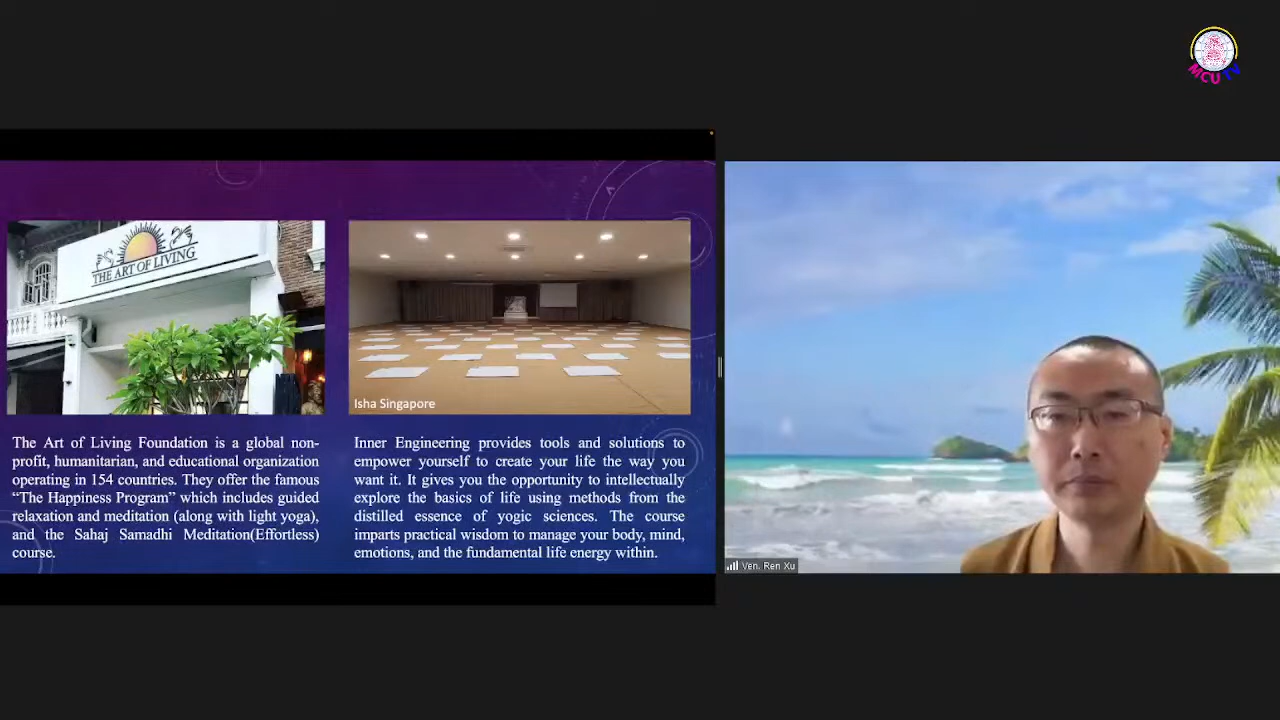 MCU TV
THE ART OF LIVING
Isha Singapore
The Art of Living Foundation is a global non-
profit, humanitarian, and educational organization
operating in 154 countries. They offer the famous
“The Happiness Program” which includes guided
relaxation and meditation (along with light yoga),
and the Sahaj Samadhi Meditation(Effortless)
course.
Inner Engineering provides tools and solutions to
empower yourself to create your life the way you
want it. It gives you the opportunity to intellectually
explore the basics of life using methods from the
distilled essence of yogic sciences. The course
imparts practical wisdom to manage your body, mind,
emotions, and the fundamental life energy within.
Ven. Ren Xu